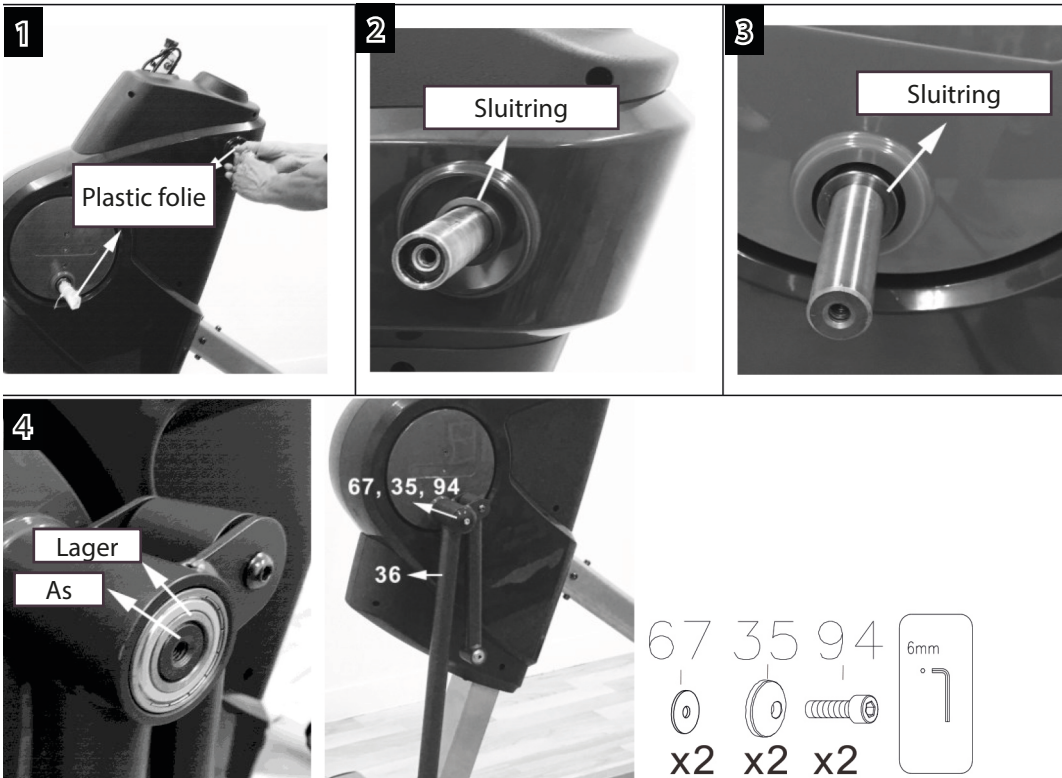 1
Plastic folie
2
Sluitring
3
Sluitring
4
Lager
As
67, 35, 94
36
67 35 94
x2 x2 x2
6mm